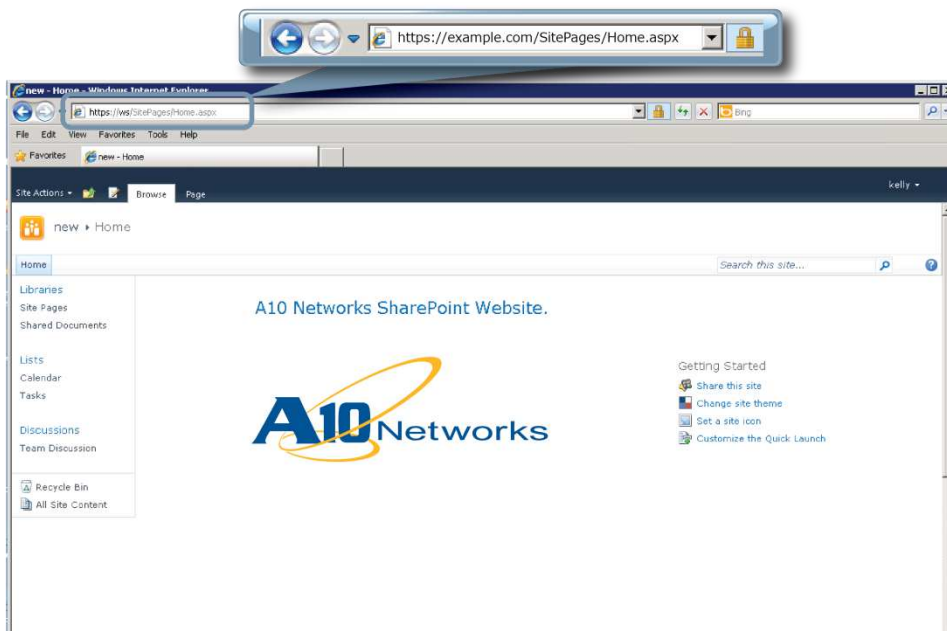 https://example.com/SitePages/Home.aspx
new - Home - Windows Internet Explorer
https://ws/SitePages/Home.aspx
Bing
File Edit View Favorites Tools Help
Favorites new - Home
Site Actions Browse Page kelly
new Home
Home Search this site...
Libraries
Site Pages
Shared Documents
Lists
Calendar
Tasks
Discussions
Team Discussion
Recycle Bin
All Site Content
A10 Networks SharePoint Website.
A10 Networks
Getting Started
Share this site
Change site theme
Set a site icon
Customize the Quick Launch